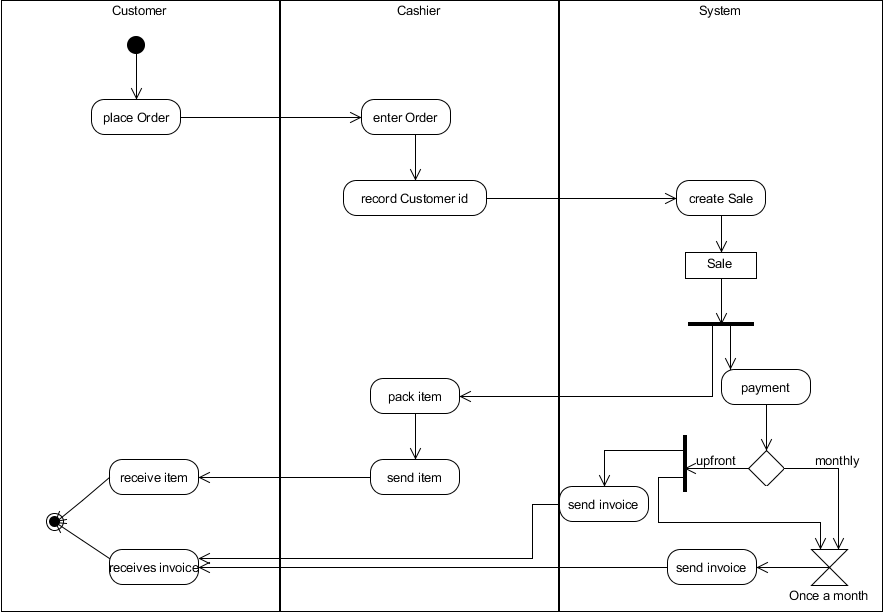 Customer
Cashier
System
place Order
enter Order
record Customer id
create Sale
Sale
pack item
payment
upfront
monthly
receive item
send item
send invoice
receives invoice
send invoice
Once a month